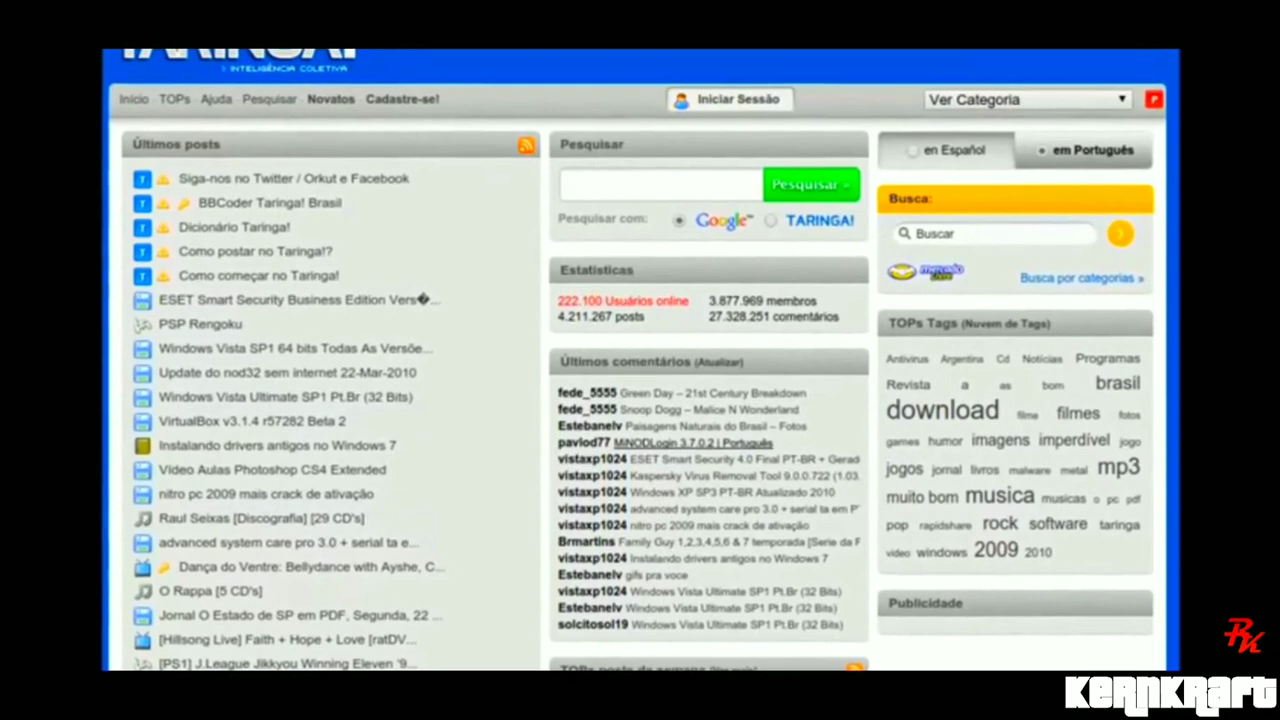 TARINGA!
INTELIGÊNCIA COLETIVA
Início TOPs Ajuda Pesquisar Novatos Cadastre-se!
Iniciar Sessão
Ver Categoria
P
Últimos posts
Siga-nos no Twitter / Orkut e Facebook
BBCoder Taringa! Brasil
Dicionário Taringa!
Como postar no Taringa!?
Como começar no Taringa!
ESET Smart Security Business Edition Vers�...
PSP Rengoku
Windows Vista SP1 64 bits Todas As Versõe...
Update do nod32 sem internet 22-Mar-2010
Windows Vista Ultimate SP1 Pt.Br (32 Bits)
VirtualBox v3.1.4 r57282 Beta 2
Instalando drivers antigos no Windows 7
Vídeo Aulas Photoshop CS4 Extended
nitro pc 2009 mais crack de ativação
Raul Seixas [Discografia] [29 CD's]
advanced system care pro 3.0 + serial ta e...
Dança do Ventre: Bellydance with Ayshe, C...
O Rappa [5 CD's]
Jornal O Estado de SP em PDF, Segunda, 22 ...
[Hillsong Live] Faith + Hope + Love [ratDV...
[PS1] J.League Jikkyou Winning Eleven '9...
Pesquisar
Pesquisar »
Pesquisar com: Google™ TARINGA!
Estatísticas
222.100 Usuários online 3.877.969 membros
4.211.267 posts 27.328.251 comentários
Últimos comentários (Atualizar)
fede_5555 Green Day – 21st Century Breakdown
fede_5555 Snoop Dogg – Malice N Wonderland
Estebanelv Paisagens Naturais do Brasil – Fotos
pavlod77 MiNODLogin 3.7.0.2 | Português
vistaxp1024 ESET Smart Security 4.0 Final PT-BR + Gerad
vistaxp1024 Kaspersky Virus Removal Tool 9.0.0.722 (1.03.
vistaxp1024 Windows XP SP3 PT-BR Atualizado 2010
vistaxp1024 advanced system care pro 3.0 + serial ta em P
vistaxp1024 nitro pc 2009 mais crack de ativação
Brmartins Family Guy 1,2,3,4,5,6 & 7 temporada [Serie da F
vistaxp1024 Instalando drivers antigos no Windows 7
Estebanelv gifs pra voce
vistaxp1024 Windows Vista Ultimate SP1 Pt.Br (32 Bits)
Estebanelv Windows Vista Ultimate SP1 Pt.Br (32 Bits)
solcitosol19 Windows Vista Ultimate SP1 Pt.Br (32 Bits)
TOPs posts da semana (Ver mais)
en Español em Português
Busca:
Buscar
mercado libre
Busca por categorias »
TOPs Tags (Nuvem de Tags)
Antivirus Argentina Cd Notícias Programas
Revista a as bom brasil
download filme filmes fotos
games humor imagens imperdível jogo
jogos jornal livros malware metal mp3
muito bom musica musicas o pc pdf
pop rapidshare rock software taringa
video windows 2009 2010
Publicidade
RK
KERNKRAFT